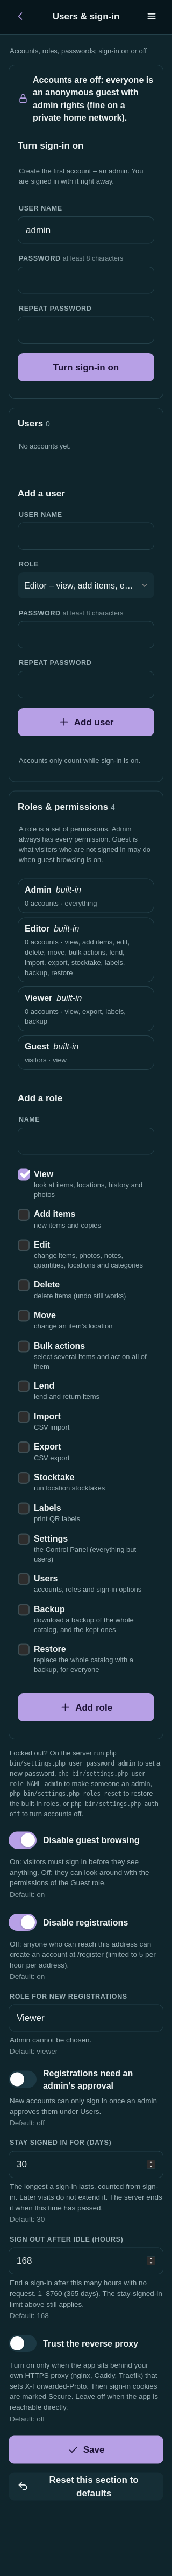 Users & sign-in
Accounts, roles, passwords; sign-in on or off
Accounts are off: everyone is
an anonymous guest with
admin rights (fine on a
private home network).
Turn sign-in on
Create the first account – an admin. You
are signed in with it right away.
USER NAME
admin
PASSWORD at least 8 characters
REPEAT PASSWORD
Turn sign-in on
Users 0
No accounts yet.
Add a user
USER NAME
ROLE
Editor – view, add items, e…
PASSWORD at least 8 characters
REPEAT PASSWORD
Add user
Accounts only count while sign-in is on.
Roles & permissions 4
A role is a set of permissions. Admin
always has every permission. Guest is
what visitors who are not signed in may do
when guest browsing is on.
Admin built-in
0 accounts · everything
Editor built-in
0 accounts · view, add items, edit,
delete, move, bulk actions, lend,
import, export, stocktake, labels,
backup, restore
Viewer built-in
0 accounts · view, export, labels,
backup
Guest built-in
visitors · view
Add a role
NAME
View
look at items, locations, history and
photos
Add items
new items and copies
Edit
change items, photos, notes,
quantities, locations and categories
Delete
delete items (undo still works)
Move
change an item's location
Bulk actions
select several items and act on all of
them
Lend
lend and return items
Import
CSV import
Export
CSV export
Stocktake
run location stocktakes
Labels
print QR labels
Settings
the Control Panel (everything but
users)
Users
accounts, roles and sign-in options
Backup
download a backup of the whole
catalog, and the kept ones
Restore
replace the whole catalog with a
backup, for everyone
Add role
Locked out? On the server run php
bin/settings.php user password admin to set a
new password, php bin/settings.php user
role NAME admin to make someone an admin,
php bin/settings.php roles reset to restore
the built-in roles, or php bin/settings.php auth
off to turn accounts off.
Disable guest browsing
On: visitors must sign in before they see
anything. Off: they can look around with the
permissions of the Guest role.
Default: on
Disable registrations
Off: anyone who can reach this address can
create an account at /register (limited to 5 per
hour per address).
Default: on
ROLE FOR NEW REGISTRATIONS
Viewer
Admin cannot be chosen.
Default: viewer
Registrations need an
admin's approval
New accounts can only sign in once an admin
approves them under Users.
Default: off
STAY SIGNED IN FOR (DAYS)
30
The longest a sign-in lasts, counted from sign-
in. Later visits do not extend it. The server ends
it when this time has passed.
Default: 30
SIGN OUT AFTER IDLE (HOURS)
168
End a sign-in after this many hours with no
request. 1–8760 (365 days). The stay-signed-in
limit above still applies.
Default: 168
Trust the reverse proxy
Turn on only when the app sits behind your
own HTTPS proxy (nginx, Caddy, Traefik) that
sets X-Forwarded-Proto. Then sign-in cookies
are marked Secure. Leave off when the app is
reachable directly.
Default: off
Save
Reset this section to
defaults